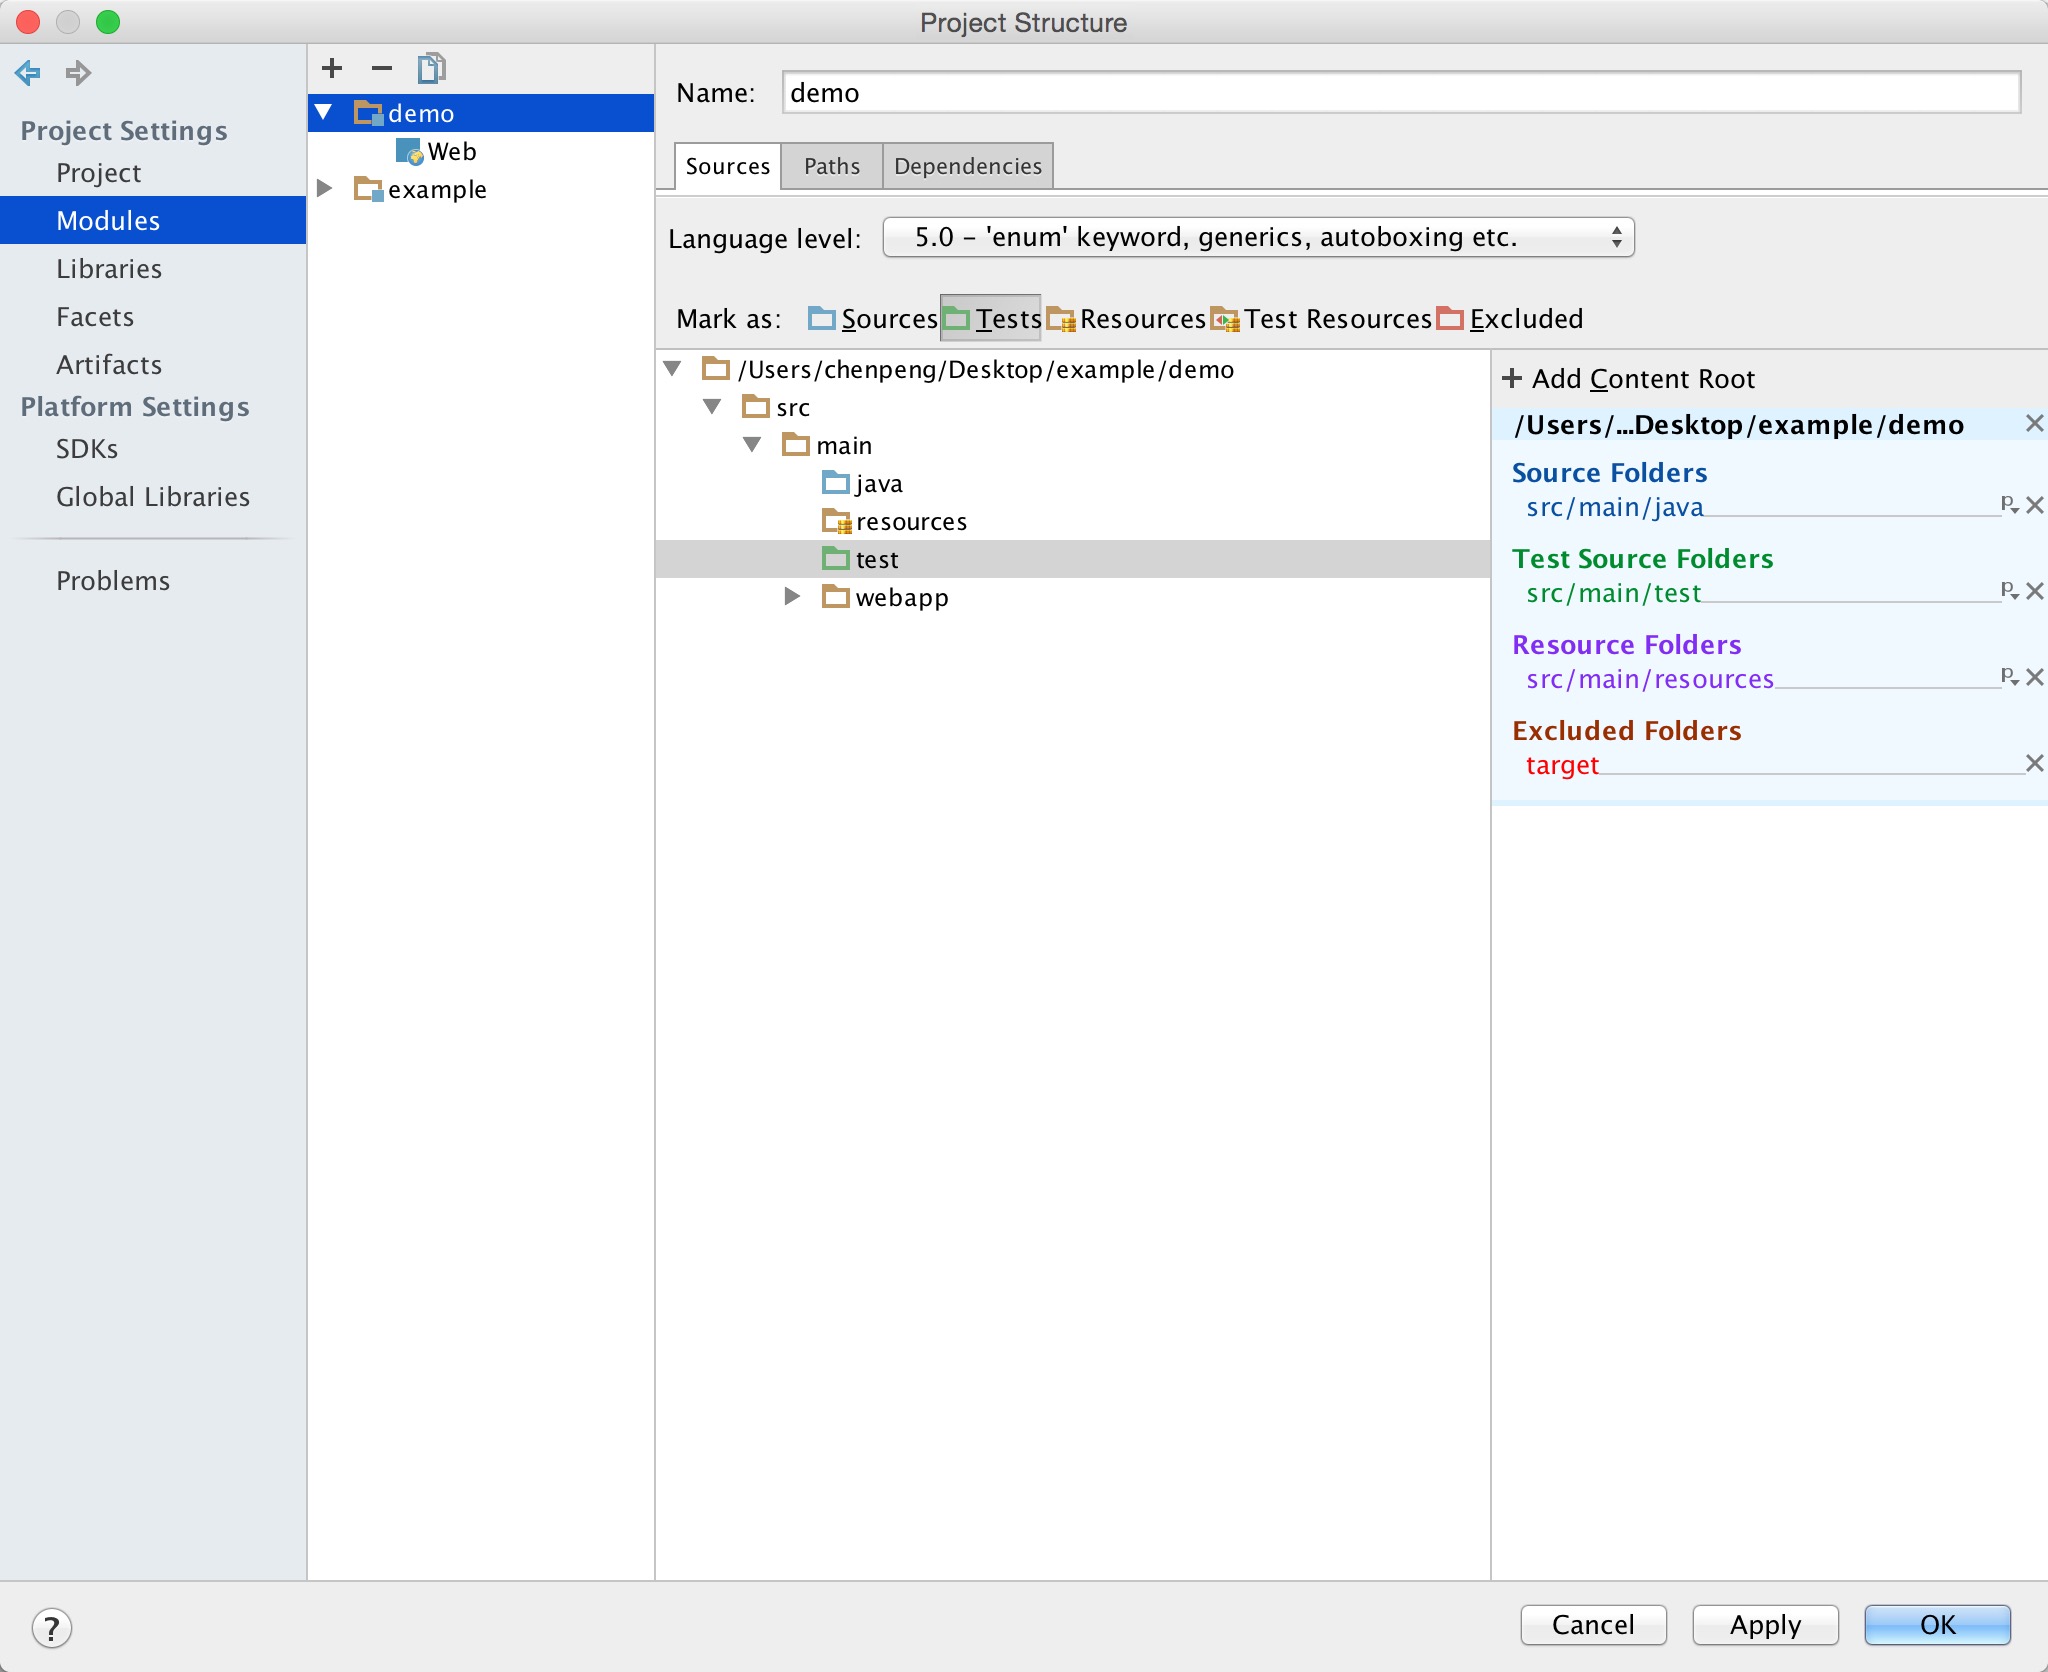 Project Structure
Project Settings
Project
Modules
Libraries
Facets
Artifacts
Platform Settings
SDKs
Global Libraries
Problems
demo
Web
example
Name: demo
Sources Paths Dependencies
Language level: 5.0 – 'enum' keyword, generics, autoboxing etc.
Mark as: Sources Tests Resources Test Resources Excluded
/Users/chenpeng/Desktop/example/demo
src
main
java
resources
test
webapp
+ Add Content Root
/Users/...Desktop/example/demo
Source Folders
src/main/java
Test Source Folders
src/main/test
Resource Folders
src/main/resources
Excluded Folders
target
? Cancel Apply OK